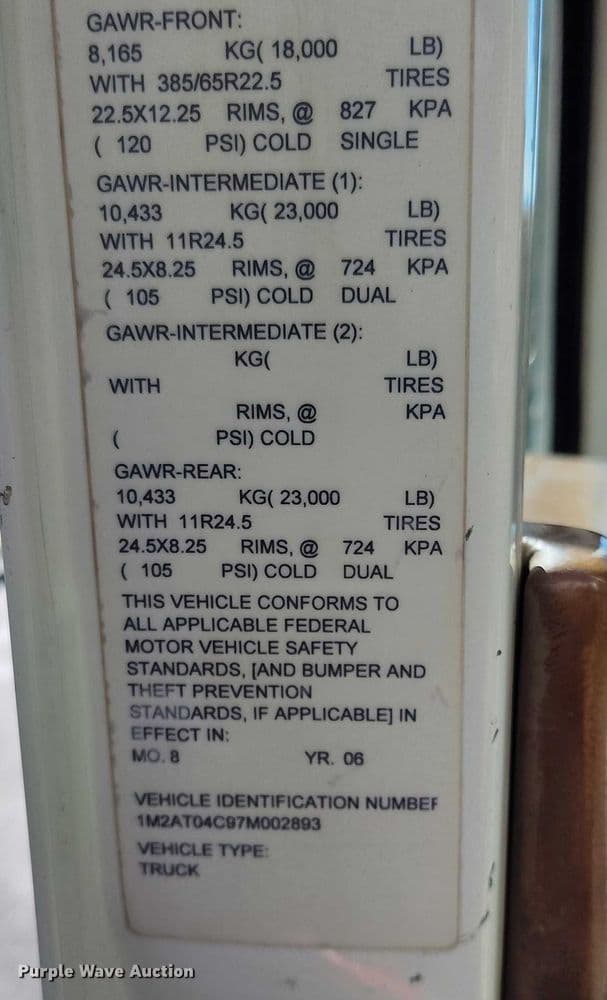 GAWR-FRONT:
8,165 KG( 18,000 LB)
WITH 385/65R22.5 TIRES
22.5X12.25 RIMS, @ 827 KPA
( 120 PSI) COLD SINGLE
GAWR-INTERMEDIATE (1):
10,433 KG( 23,000 LB)
WITH 11R24.5 TIRES
24.5X8.25 RIMS, @ 724 KPA
( 105 PSI) COLD DUAL
GAWR-INTERMEDIATE (2):
KG( LB)
WITH TIRES
RIMS, @ KPA
( PSI) COLD
GAWR-REAR:
10,433 KG( 23,000 LB)
WITH 11R24.5 TIRES
24.5X8.25 RIMS, @ 724 KPA
( 105 PSI) COLD DUAL
THIS VEHICLE CONFORMS TO
ALL APPLICABLE FEDERAL
MOTOR VEHICLE SAFETY
STANDARDS, [AND BUMPER AND
THEFT PREVENTION
STANDARDS, IF APPLICABLE] IN
EFFECT IN:
MO. 8 YR. 06
VEHICLE IDENTIFICATION NUMBER
1M2AT04C97M002893
VEHICLE TYPE:
TRUCK
Purple Wave Auction